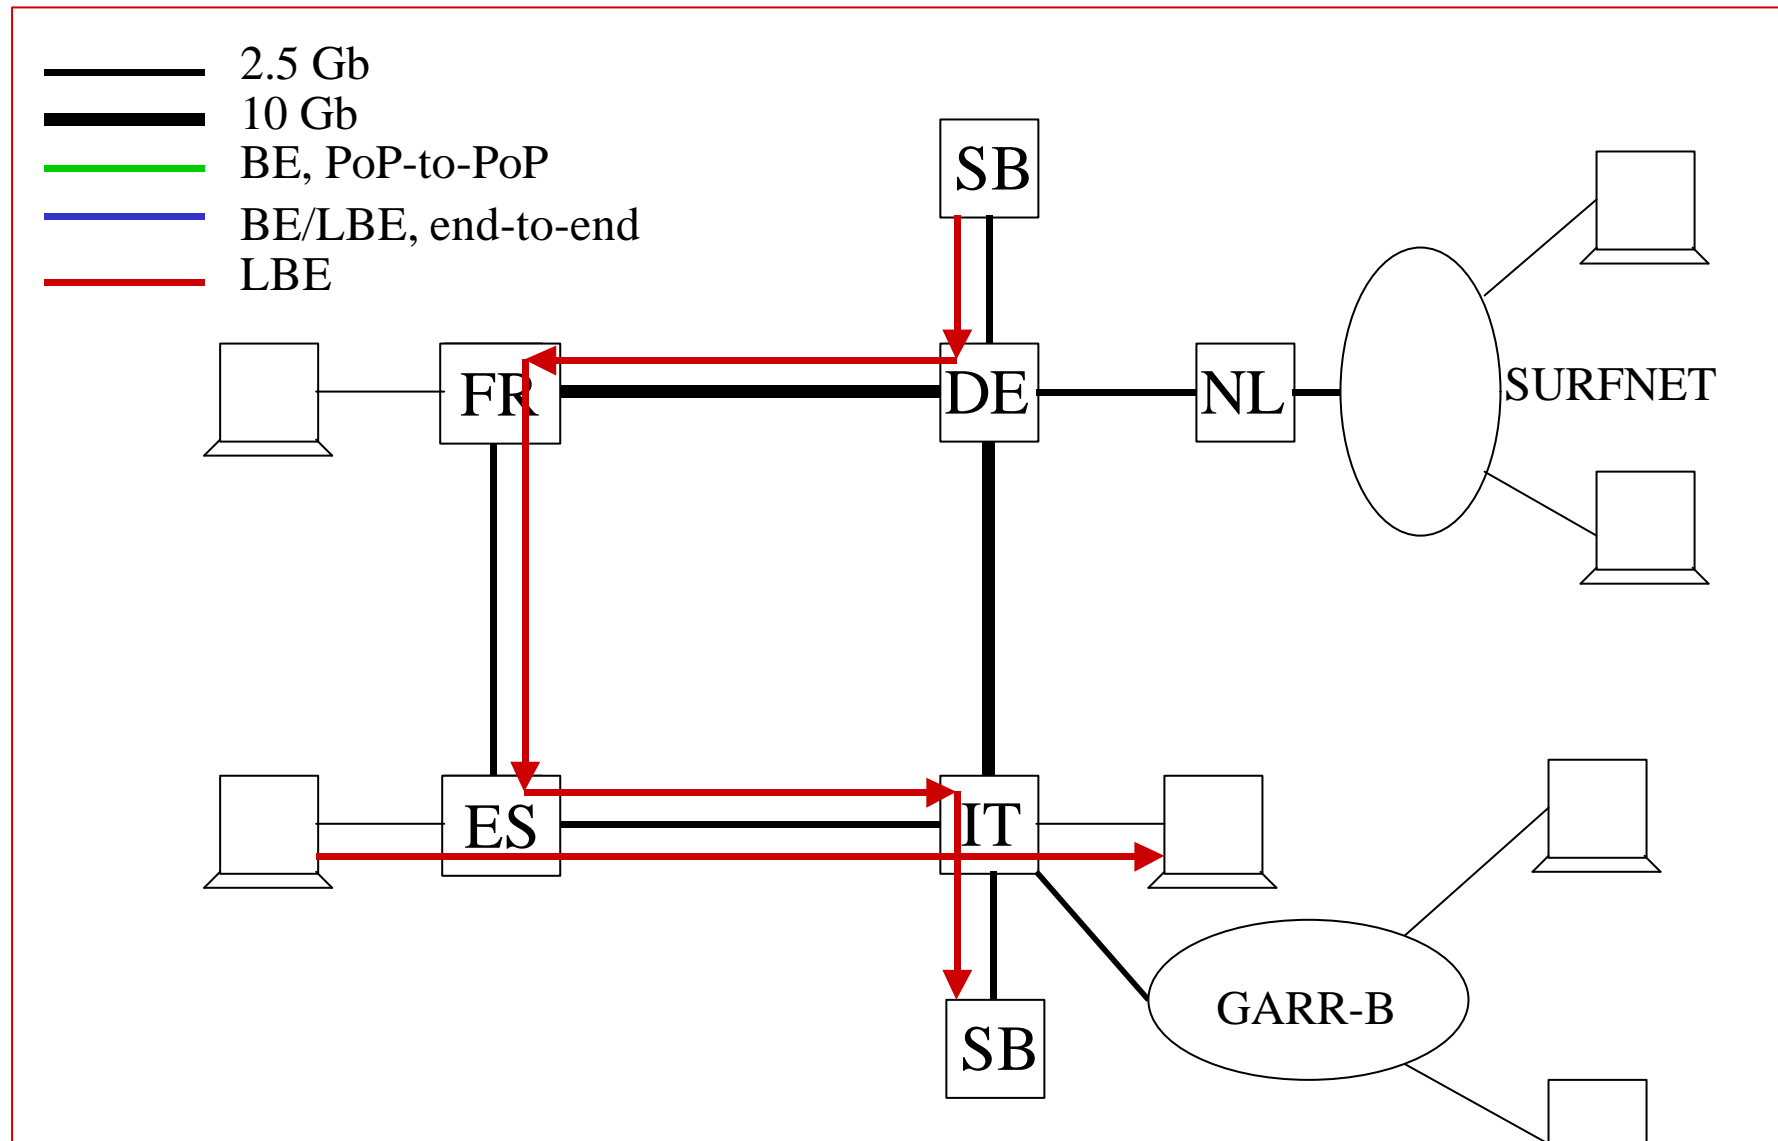 2.5 Gb
10 Gb
BE, PoP-to-PoP
BE/LBE, end-to-end
LBE
SB
FR
DE
NL
SURFNET
ES
IT
GARR-B
SB